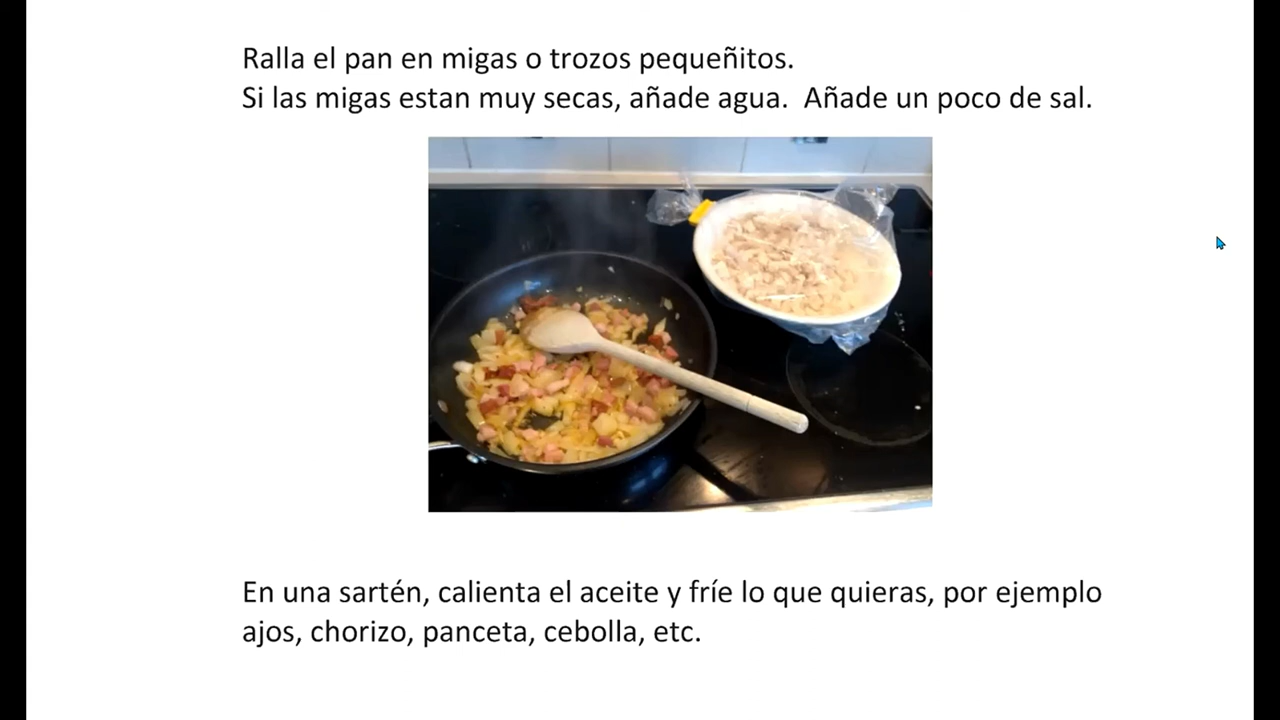 Ralla el pan en migas o trozos pequeñitos.
Si las migas estan muy secas, añade agua.  Añade un poco de sal.
En una sartén, calienta el aceite y fríe lo que quieras, por ejemplo
ajos, chorizo, panceta, cebolla, etc.